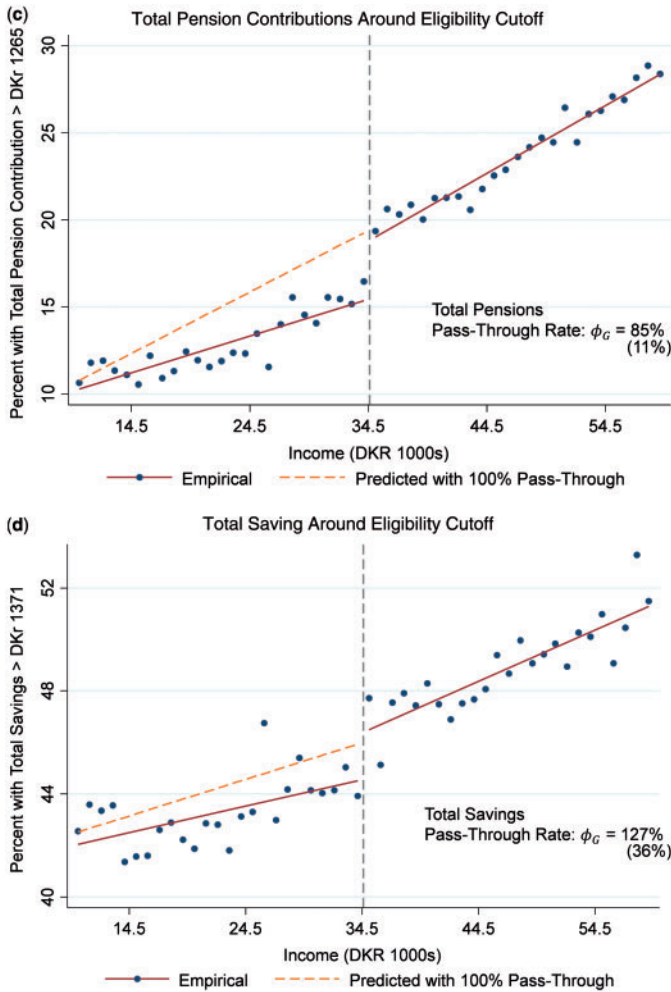 (c)
Total Pension Contributions Around Eligibility Cutoff
Percent with Total Pension Contribution > DKr 1265
30
25
20
15
10
Total Pensions
Pass-Through Rate: ϕG = 85%
(11%)
14.5 24.5 34.5 44.5 54.5
Income (DKR 1000s)
Empirical Predicted with 100% Pass-Through
(d)
Total Saving Around Eligibility Cutoff
Percent with Total Savings > DKr 1371
52
48
44
40
Total Savings
Pass-Through Rate: ϕG = 127%
(36%)
14.5 24.5 34.5 44.5 54.5
Income (DKR 1000s)
Empirical Predicted with 100% Pass-Through